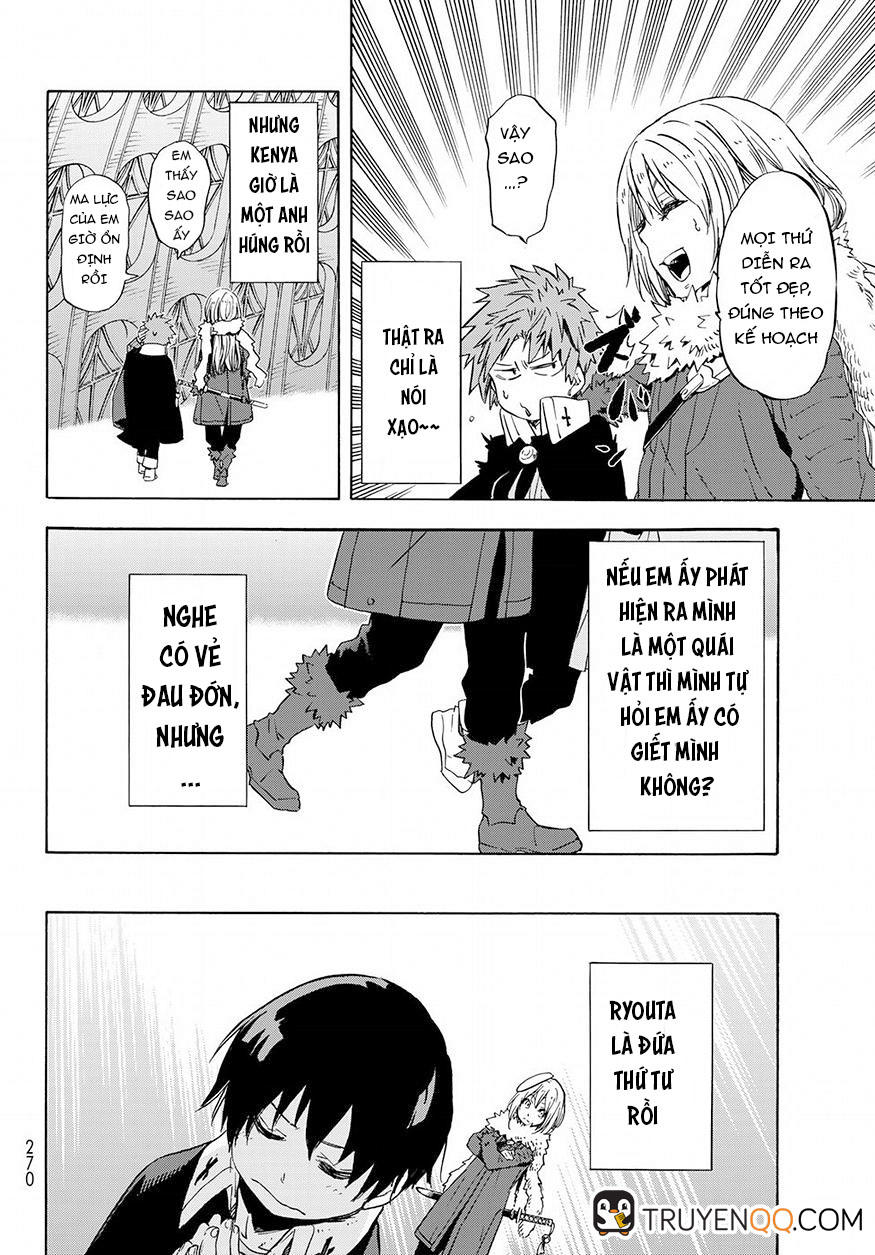 MỌI THỨ
DIỄN RA
TỐT ĐẸP,
ĐÚNG THEO
KẾ HOẠCH
VẬY
SAO
...?
THẬT RA
CHỈ LÀ
NÓI
XẠO~~
NHƯNG
KENYA
GIỜ LÀ
MỘT ANH
HÚNG RỒI
EM
THẤY
SAO
SAO
ẤY
MA LỰC
CỦA EM
GIỜ ỔN
ĐỊNH
RỒI
NẾU EM ẤY PHÁT
HIỆN RA MÌNH
LÀ MỘT QUÁI
VẬT THÌ MÌNH TỰ
HỎI EM ẤY CÓ
GIẾT MÌNH
KHÔNG?
NGHE
CÓ VẺ
ĐAU ĐỚN,
NHƯNG
...
RYOUTA
LÀ ĐỨA
THỨ TƯ
RỒI
270
TRUYENQQ.COM